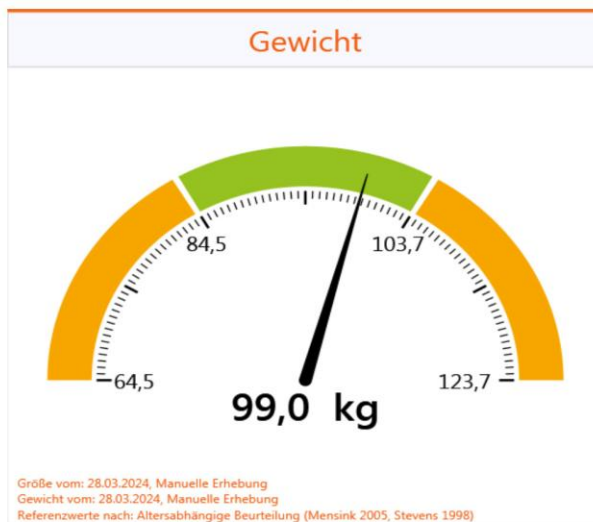 Gewicht
84,5
103,7
64,5
123,7
99,0 kg
Größe vom: 28.03.2024, Manuelle Erhebung
Gewicht vom: 28.03.2024, Manuelle Erhebung
Referenzwerte nach: Altersabhängige Beurteilung (Mensink 2005, Stevens 1998)